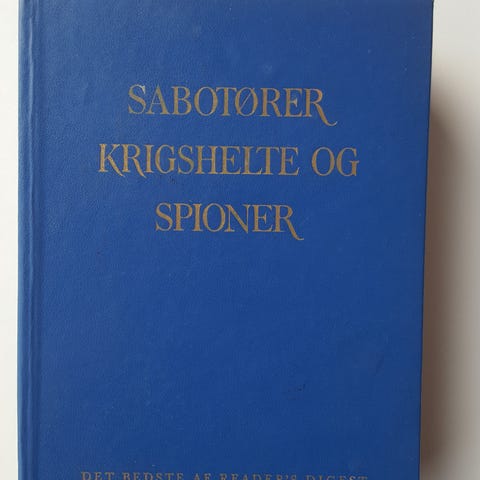 SABOTØRER
KRIGSHELTE OG
SPIONER
DET BEDSTE AF READER'S DIGEST